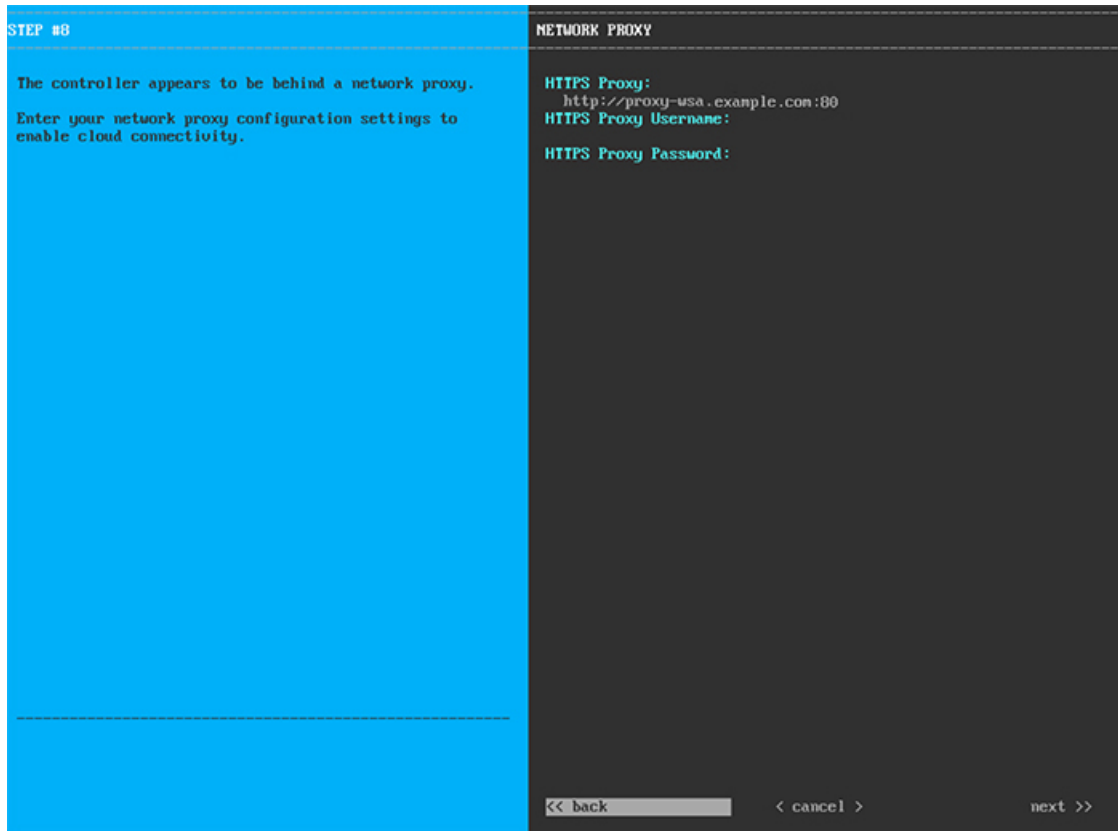 STEP #8
The controller appears to be behind a network proxy.
Enter your network proxy configuration settings to
enable cloud connectivity.
NETWORK PROXY
HTTPS Proxy:
http://proxy-wsa.example.com:80
HTTPS Proxy Username:
HTTPS Proxy Password:
<< back < cancel > next >>